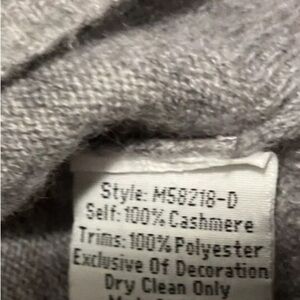 Style: M58218-D
Self: 100% Cashmere
Trims: 100% Polyester
Exclusive Of Decoration
Dry Clean Only